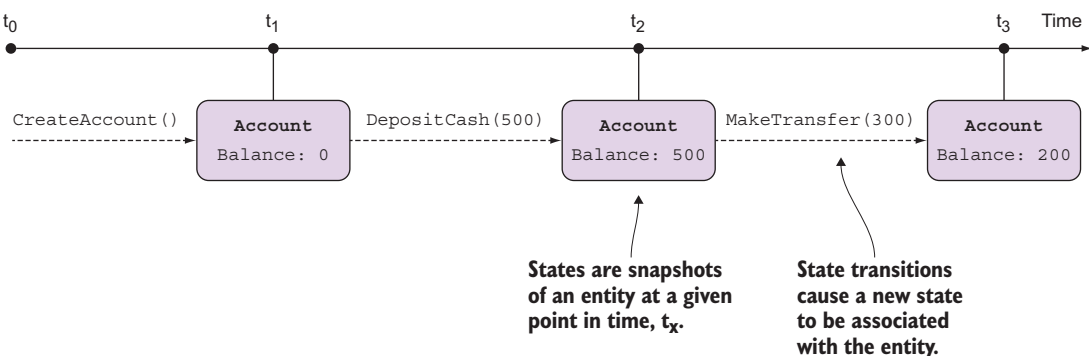 t0 t1 t2 t3 Time
CreateAccount() Account DepositCash(500) Account MakeTransfer(300) Account
Balance: 0 Balance: 500 Balance: 200
States are snapshots
of an entity at a given
point in time, tx.
State transitions
cause a new state
to be associated
with the entity.